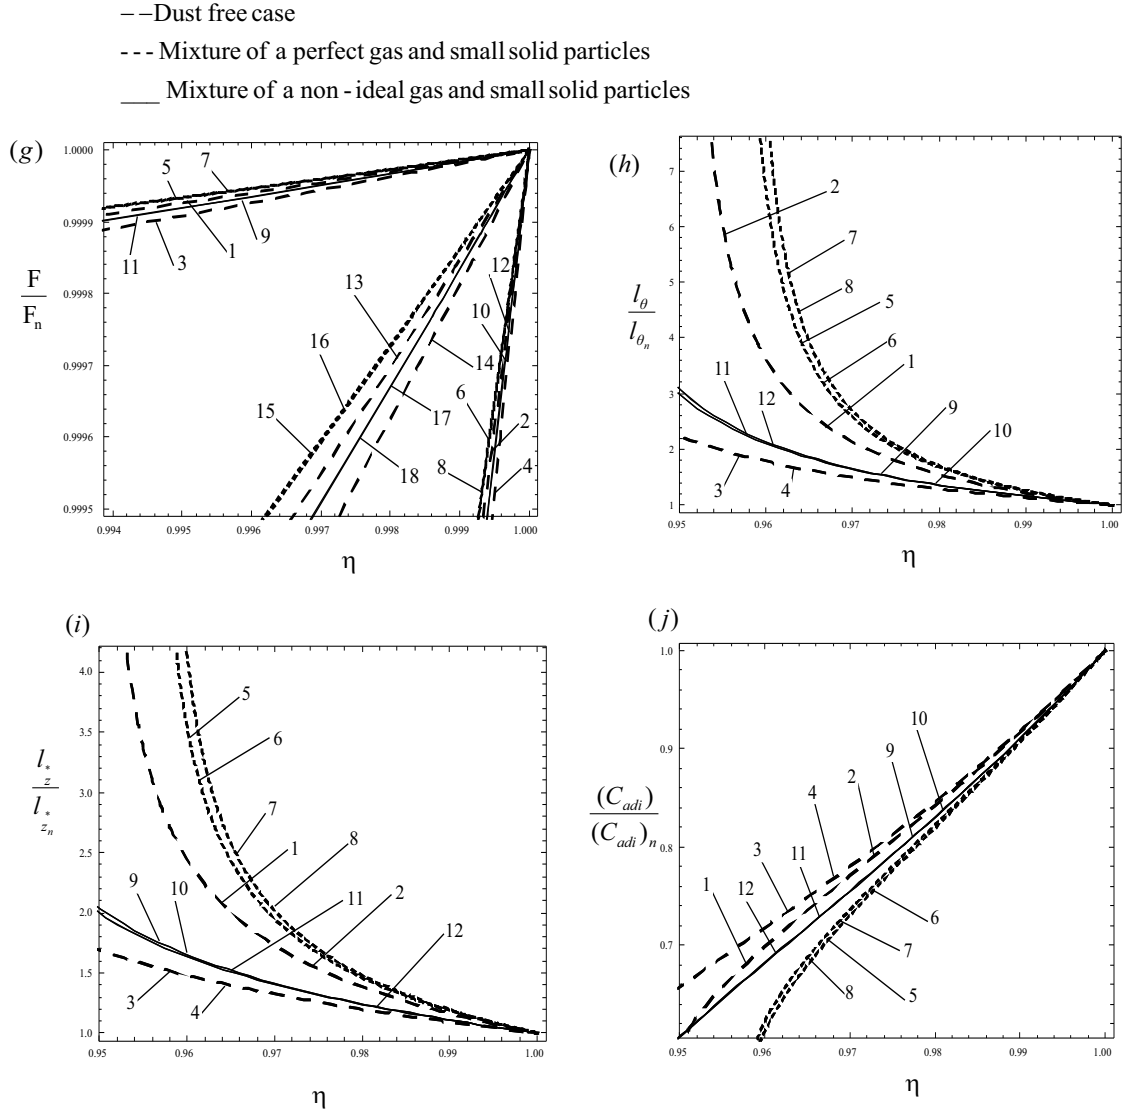 – –Dust free case
- - - Mixture of a perfect gas and small solid particles
___ Mixture of a non - ideal gas and small solid particles
(g)
F
F_n
1.0000
0.9999
0.9998
0.9997
0.9996
0.9995
5 7
11 3 1 9
13 12
10
16 14
15 6 17 2
18 8 4
0.994 0.995 0.996 0.997 0.998 0.999 1.000
η
(h)
l_θ
l_θ_n
7
6
5
4
3
2
1
2
7
8 5
6 1
11 12 9
10
3 4
0.95 0.96 0.97 0.98 0.99 1.00
η
(i)
l_z*
l_z_n*
4.0
3.5
3.0
2.5
2.0
1.5
1.0
5
6
7
1 8
9 10 11 2
12
3 4
0.95 0.96 0.97 0.98 0.99 1.00
η
(j)
(C_adi)
(C_adi)_n
1.0
0.9
0.8
0.7
10
9
2
4
3 11
1 12
6
7
8 5
0.95 0.96 0.97 0.98 0.99 1.00
η